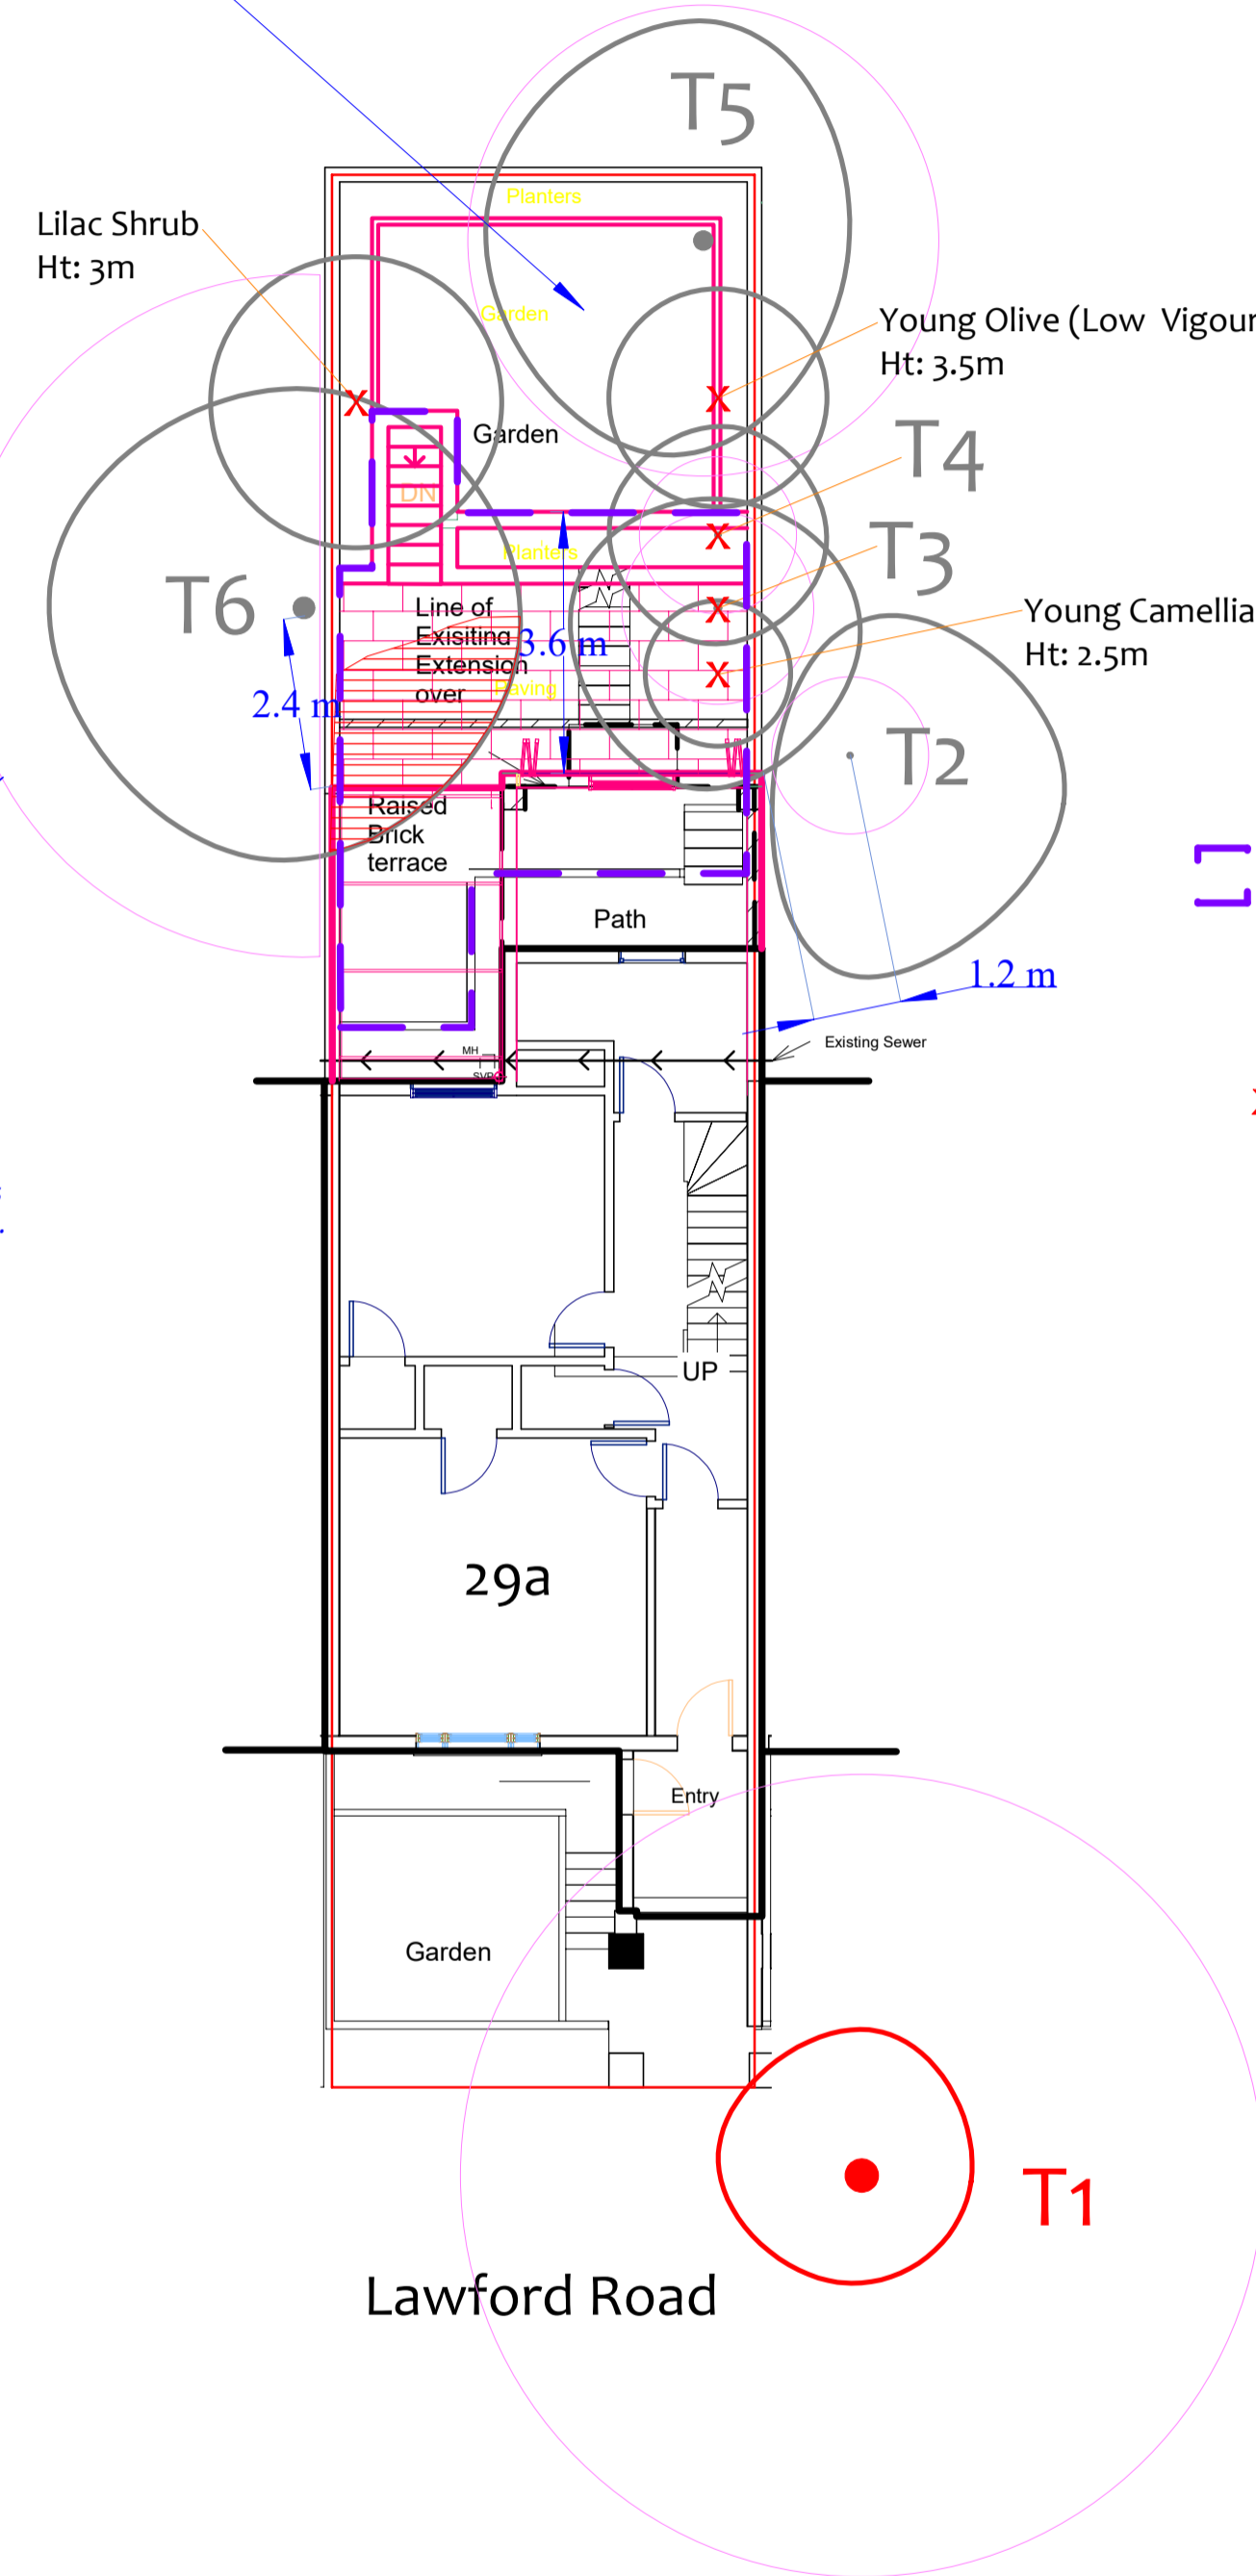 T5
Planters
Lilac Shrub
Ht: 3m
Garden
Young Olive (Low Vigour
Ht: 3.5m
Garden
T4
DN
T3
Planters
T6
Line of
Exisiting
Extension
over
3.6 m
Young Camellia
Ht: 2.5m
Paving
2.4 m
T2
Raised
Brick
terrace
Path
1.2 m
Existing Sewer
MH
SVP
UP
29a
Entry
Garden
T1
Lawford Road